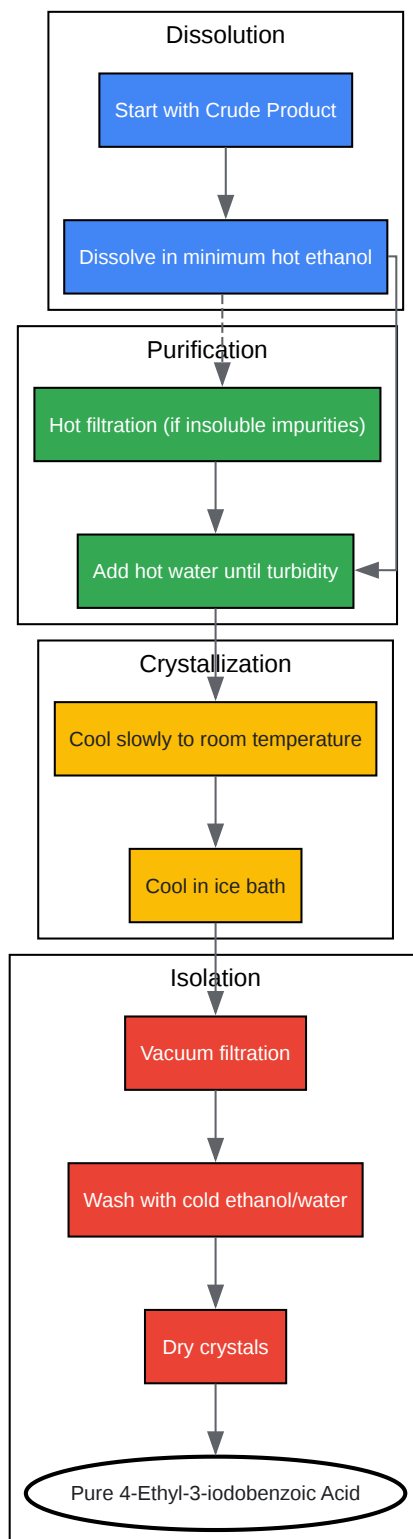 Dissolution
Start with Crude Product
Dissolve in minimum hot ethanol
Purification
Hot filtration (if insoluble impurities)
Add hot water until turbidity
Crystallization
Cool slowly to room temperature
Cool in ice bath
Isolation
Vacuum filtration
Wash with cold ethanol/water
Dry crystals
Pure 4-Ethyl-3-iodobenzoic Acid